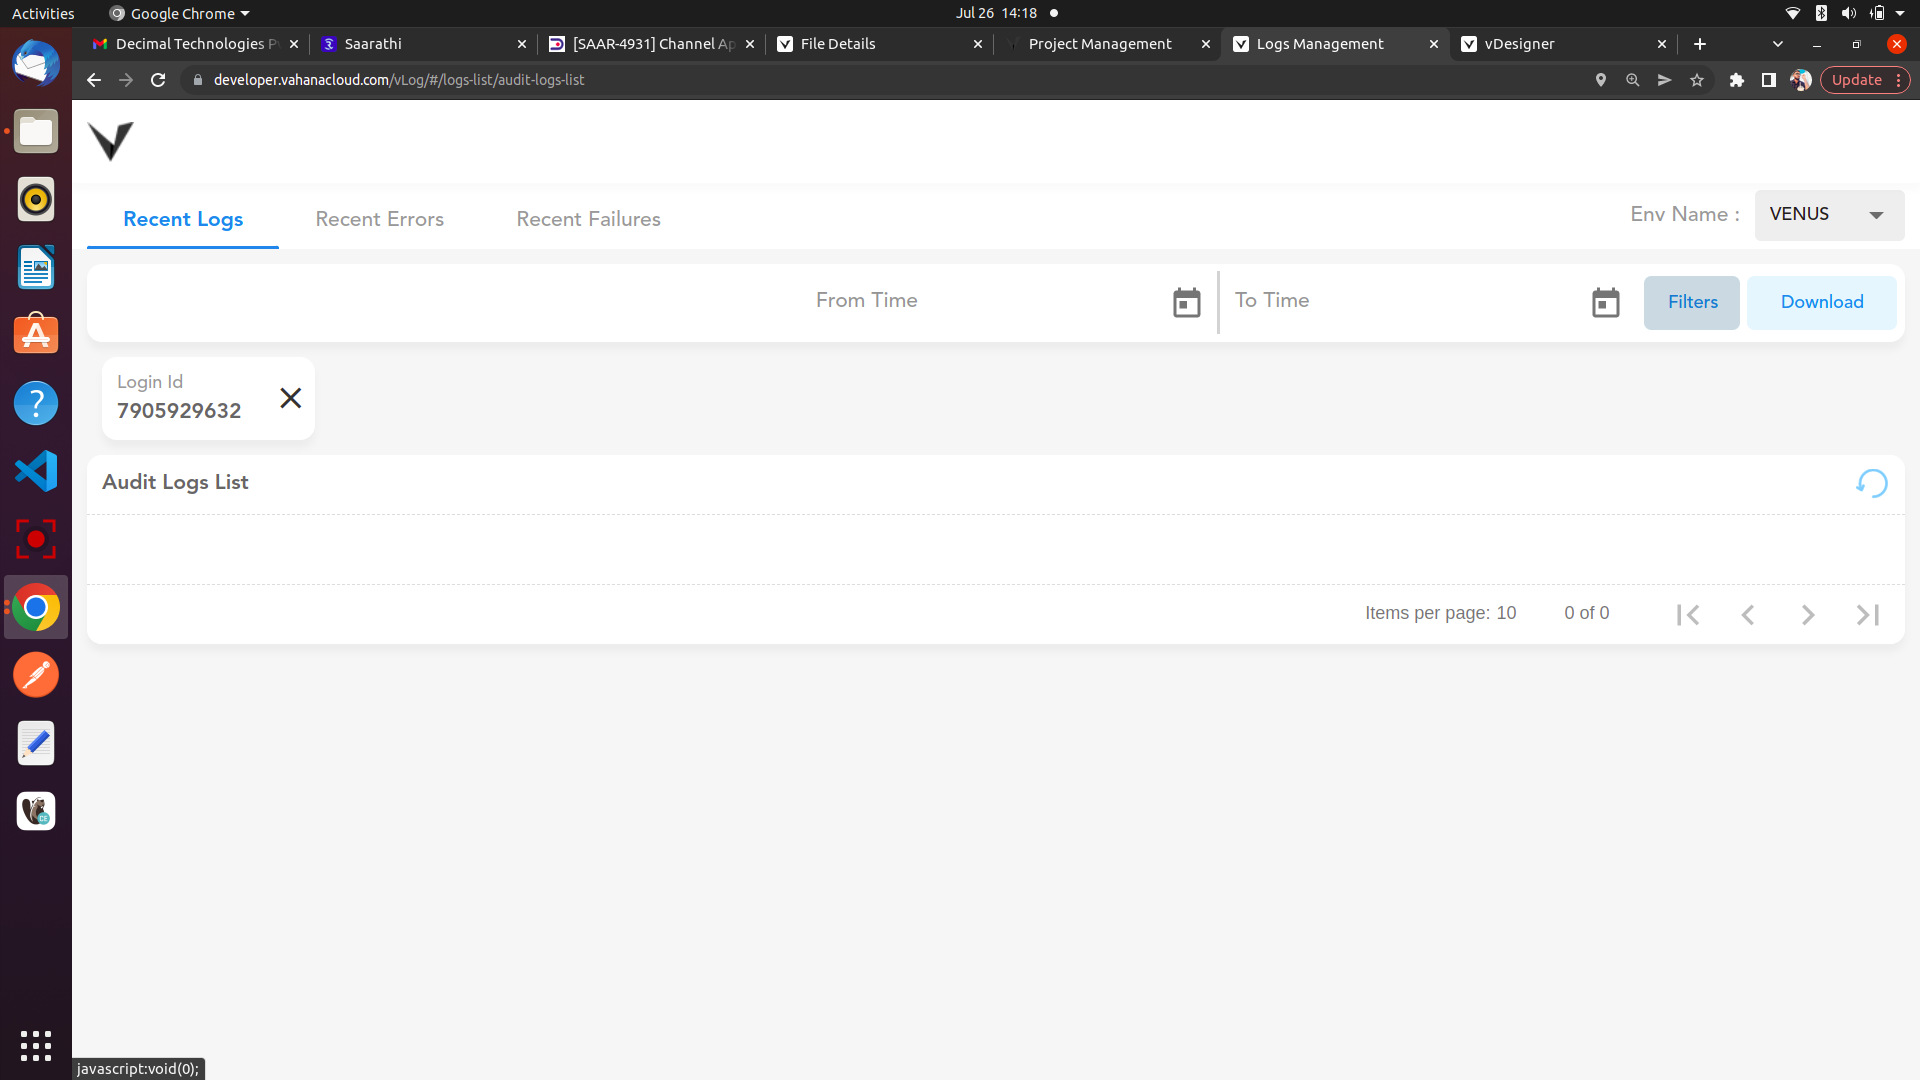 Activities
Google Chrome
Jul 26 14:18
Decimal Technologies P
Saarathi
[SAAR-4931] Channel Ap
File Details
Project Management
Logs Management
vDesigner
developer.vahanacloud.com/vLog/#/logs-list/audit-logs-list
Update
Recent Logs
Recent Errors
Recent Failures
Env Name :
VENUS
From Time
To Time
Filters
Download
Login Id
7905929632
Audit Logs List
Items per page: 10
0 of 0
javascript:void(0);